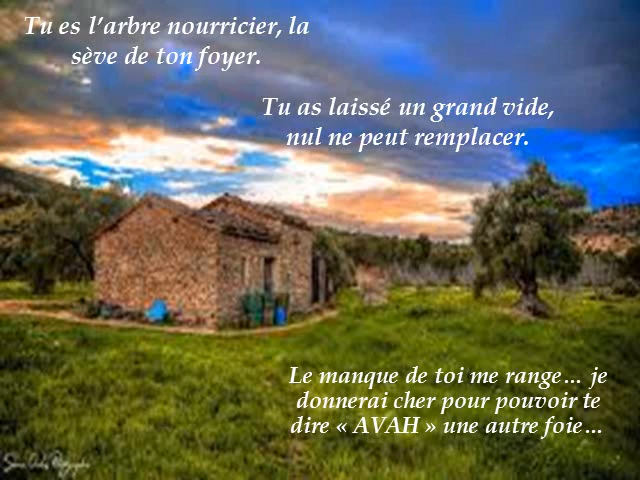 Tu es l’arbre nourricier, la
sève de ton foyer.
Tu as laissé un grand vide,
nul ne peut remplacer.
Le manque de toi me range… je
donnerai cher pour pouvoir te
dire « AVAH » une autre foie…